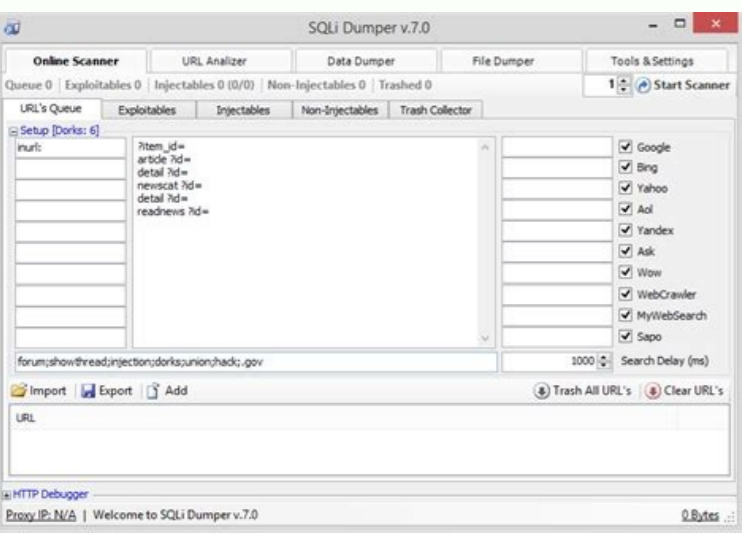 SQLi Dumper v.7.0
Online Scanner URL Analizer Data Dumper File Dumper Tools & Settings
Queue 0 Exploitables 0 Injectables 0 (0/0) Non-Injectables 0 Trashed 0 1 Start Scanner
URL's Queue Exploitables Injectables Non-Injectables Trash Collector
Setup [Dorks: 6]
inurl:
?item_id=
article ?id=
detail ?id=
newscat ?id=
detail ?id=
readnews ?id=
Google
Bing
Yahoo
Aol
Yandex
Ask
Wow
WebCrawler
MyWebSearch
Sapo
forum;showthread;injection;dorks;union;hack;.gov 1000 Search Delay (ms)
Import Export Add Trash All URL's Clear URL's
URL
HTTP Debugger
Proxy IP: N/A | Welcome to SQLi Dumper v.7.0 0 Bytes